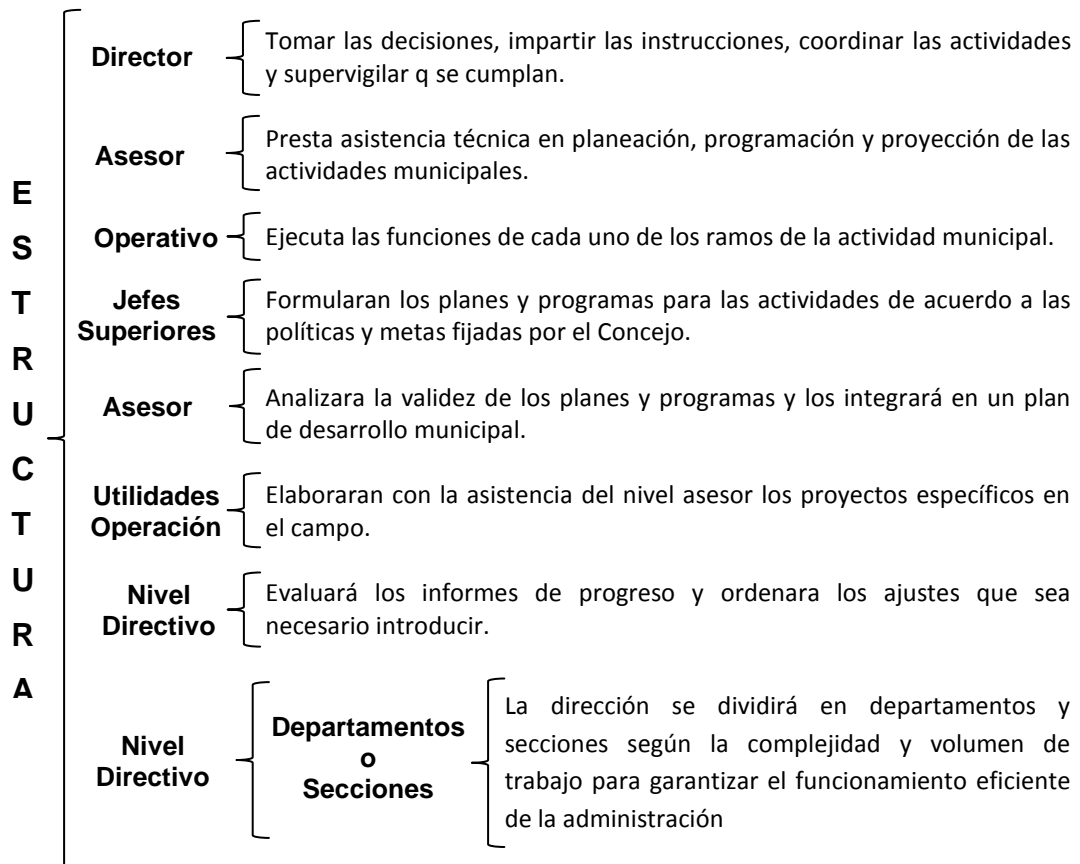 E
S
T
R
U
C
T
U
R
A
Director
Tomar las decisiones, impartir las instrucciones, coordinar las actividades
y supervigilar q se cumplan.
Asesor
Presta asistencia técnica en planeación, programación y proyección de las
actividades municipales.
Operativo
Ejecuta las funciones de cada uno de los ramos de la actividad municipal.
Jefes
Superiores
Formularan los planes y programas para las actividades de acuerdo a las
políticas y metas fijadas por el Concejo.
Asesor
Analizara la validez de los planes y programas y los integrará en un plan
de desarrollo municipal.
Utilidades
Operación
Elaboraran con la asistencia del nivel asesor los proyectos específicos en
el campo.
Nivel
Directivo
Evaluará los informes de progreso y ordenara los ajustes que sea
necesario introducir.
Nivel
Directivo
Departamentos
o
Secciones
La dirección se dividirá en departamentos y
secciones según la complejidad y volumen de
trabajo para garantizar el funcionamiento eficiente
de la administración